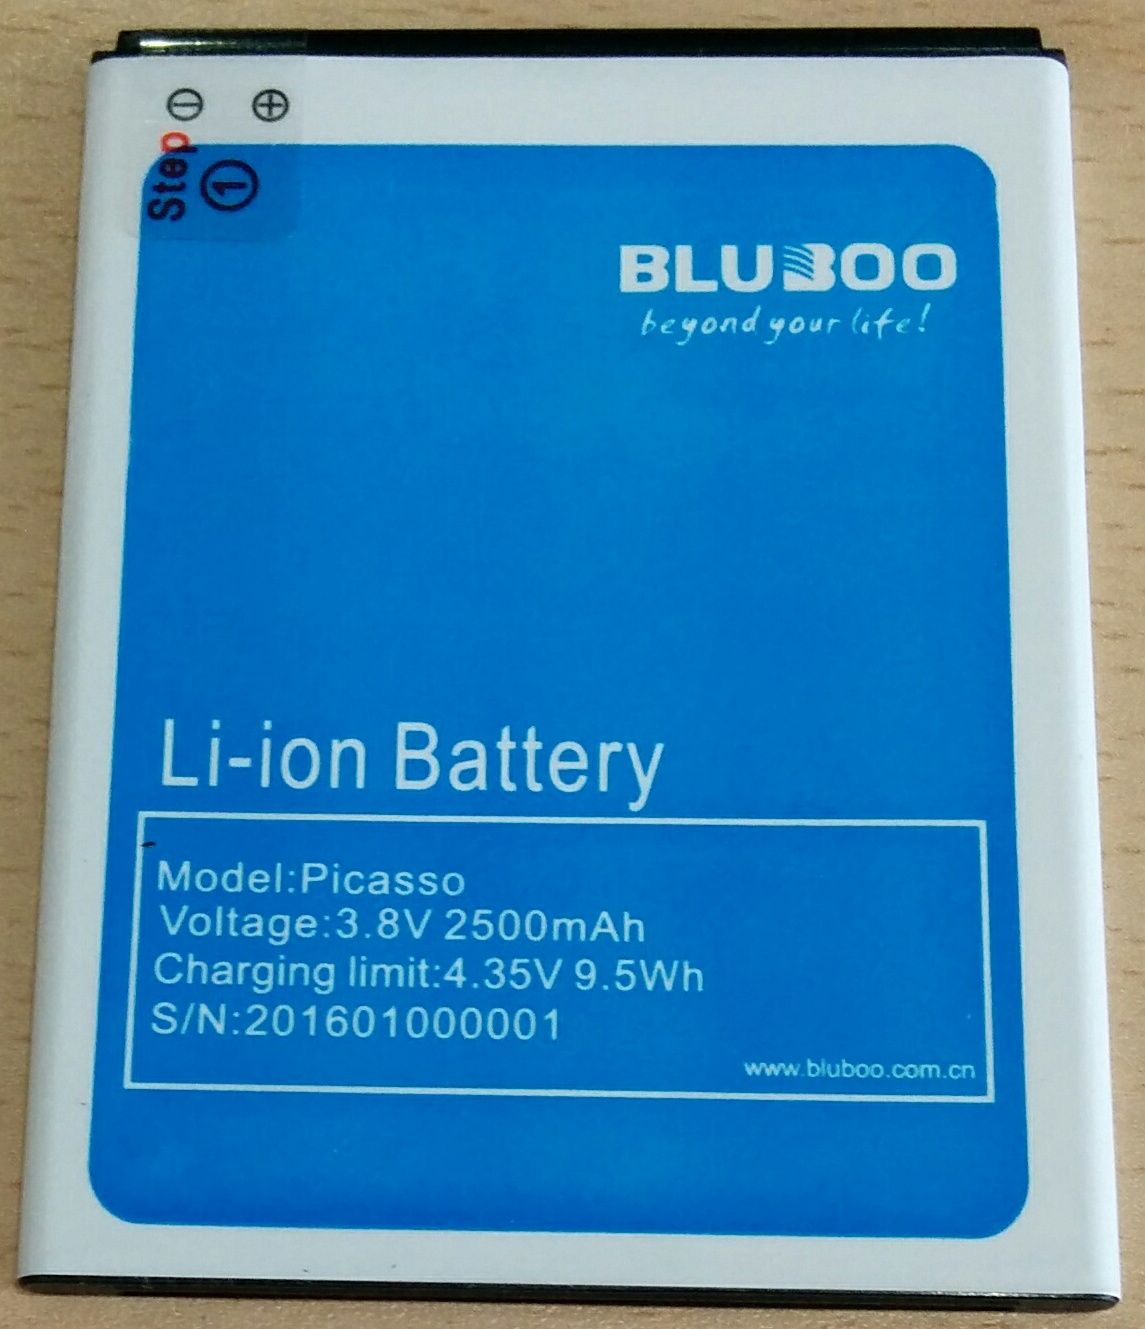 ⊖ ⊕
Step ①
BLUBOO
beyond your life!
Li-ion Battery
Model:Picasso
Voltage:3.8V 2500mAh
Charging limit:4.35V 9.5Wh
S/N:201601000001
www.bluboo.com.cn